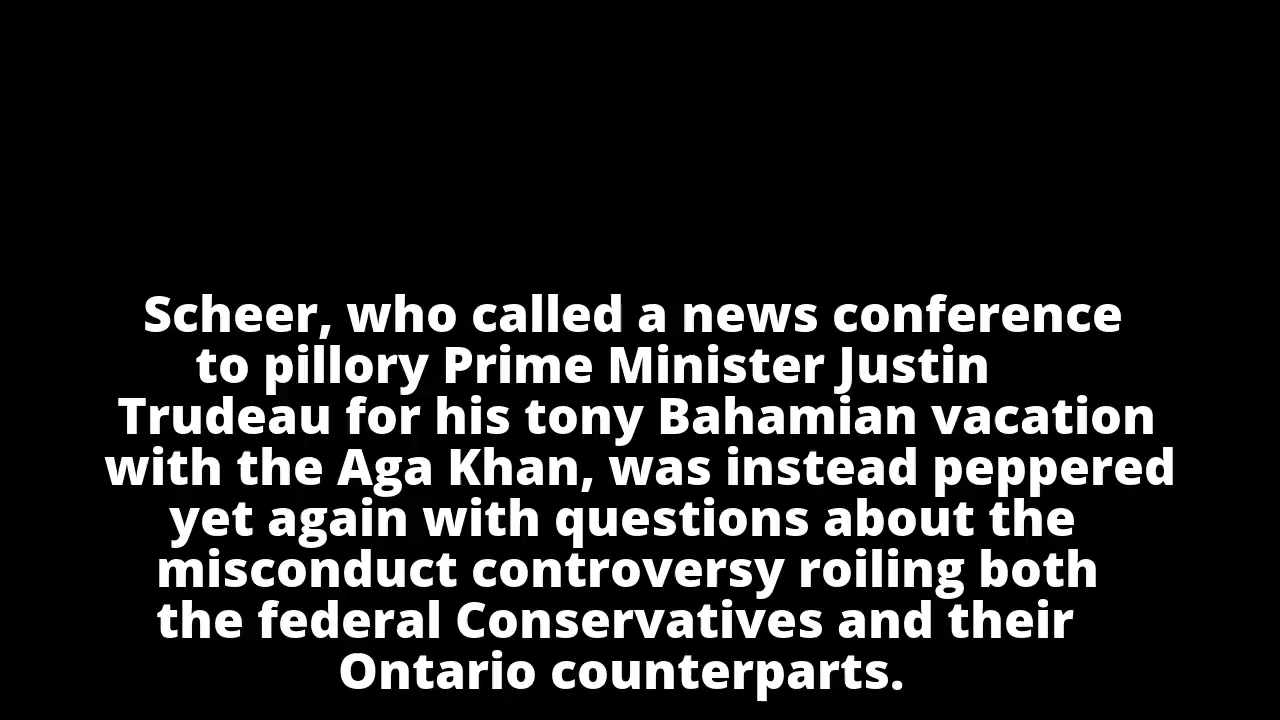 Scheer, who called a news conference
to pillory Prime Minister Justin
Trudeau for his tony Bahamian vacation
with the Aga Khan, was instead peppered
yet again with questions about the
misconduct controversy roiling both
the federal Conservatives and their
Ontario counterparts.